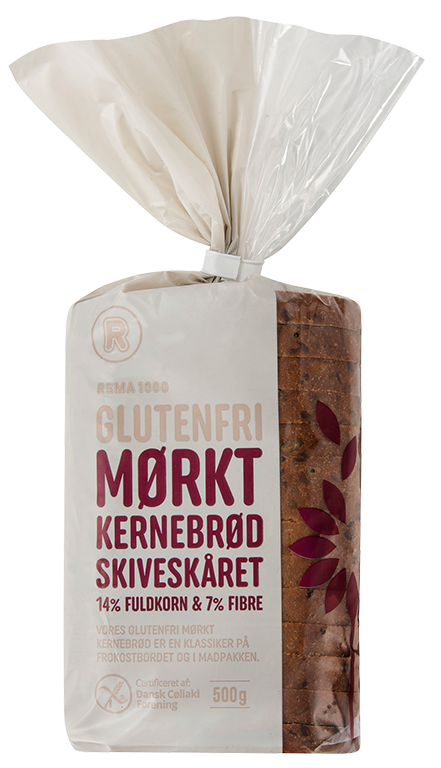 R
REMA 1000
GLUTENFRI
MØRKT
KERNEBRØD
SKIVESKÅRET
14% FULDKORN & 7% FIBRE
VORES GLUTENFRI MØRKT
KERNEBRØD ER EN KLASSIKER PÅ
FROKOSTBORDET OG I MADPAKKEN.
Certificeret af:
Dansk Cøliaki
Forening
500g